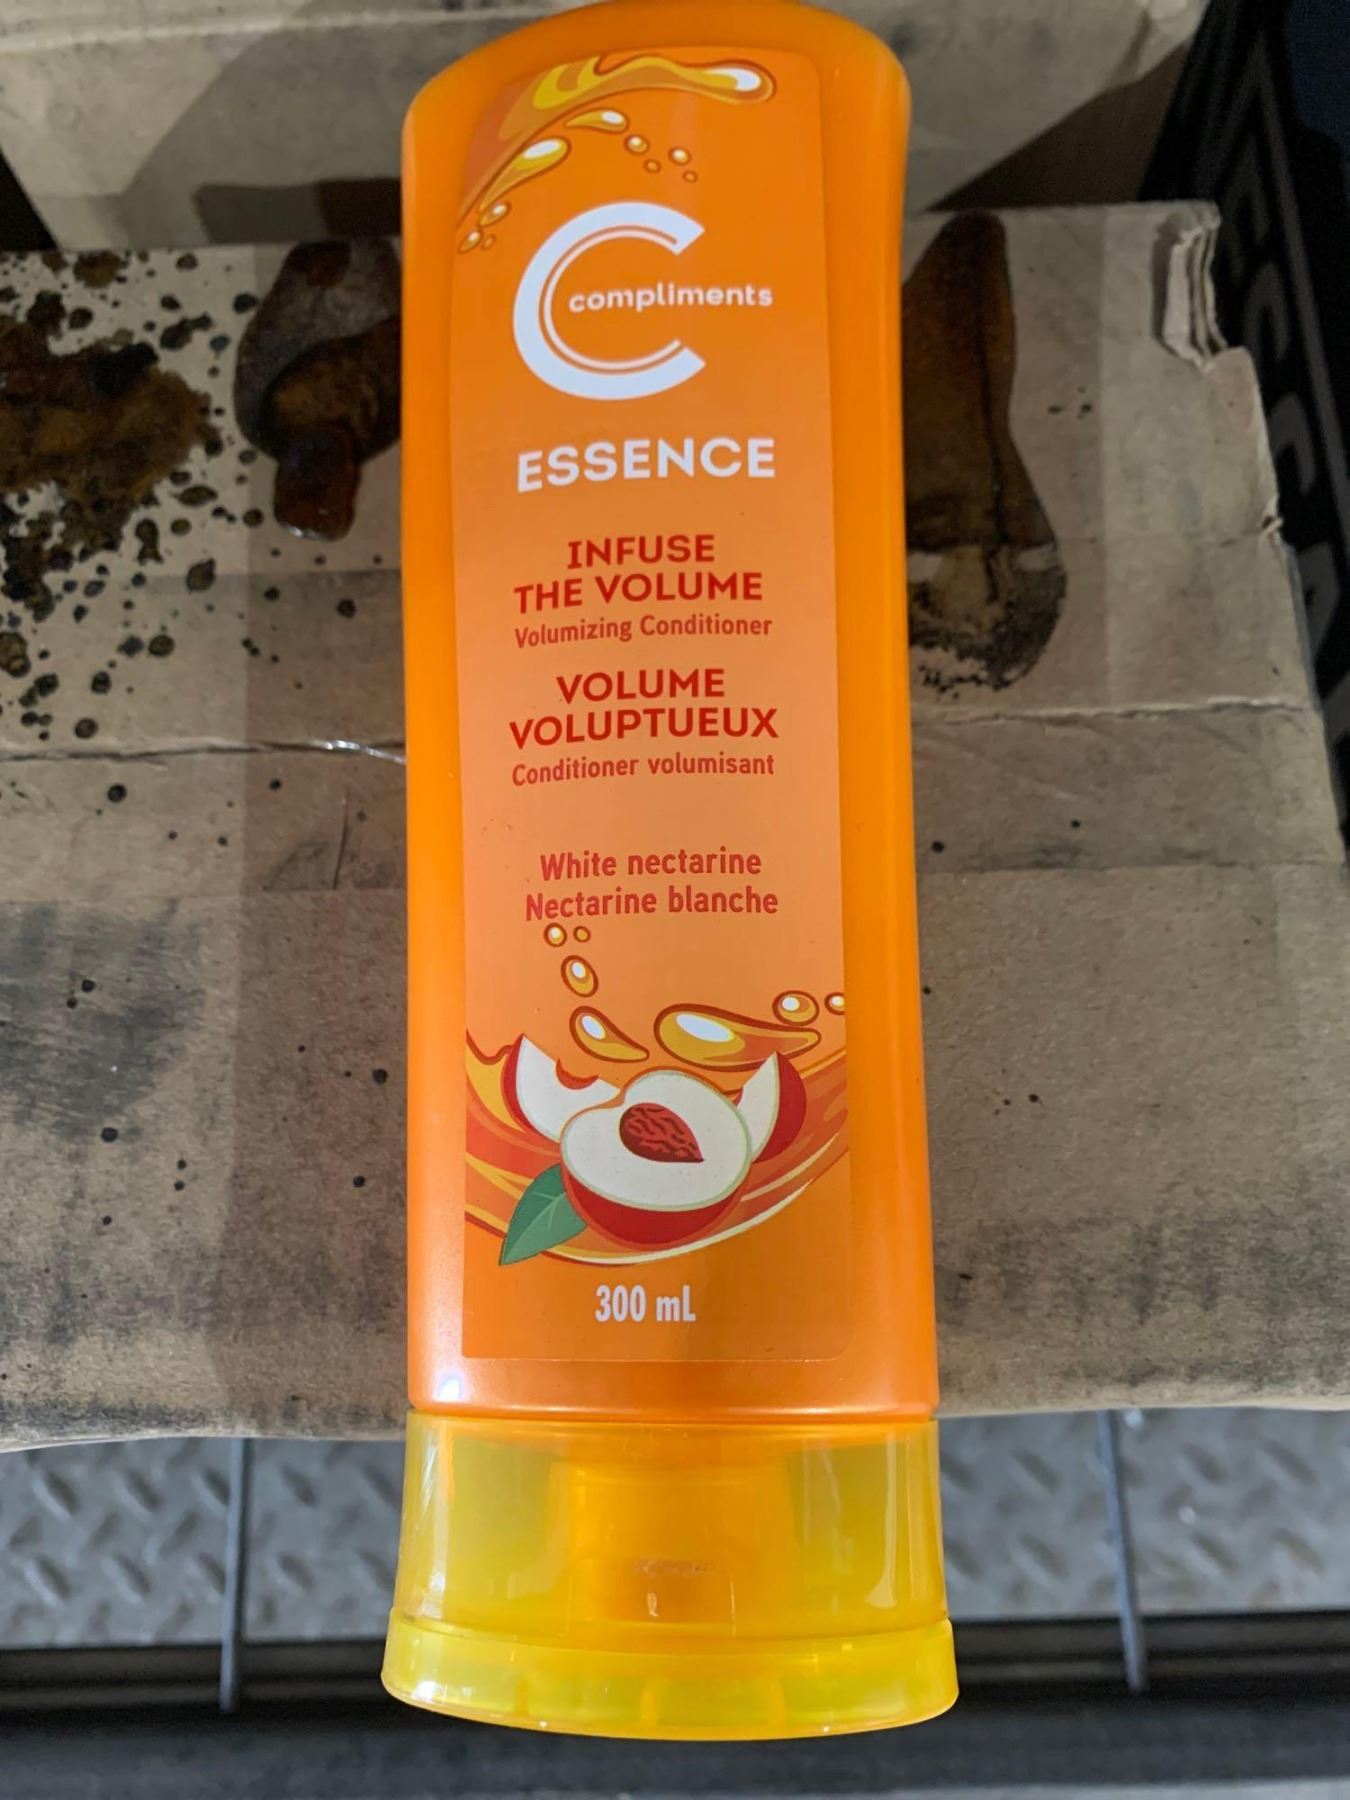 compliments
ESSENCE
INFUSE
THE VOLUME
Volumizing Conditioner
VOLUME
VOLUPTUEUX
Conditioner volumisant
White nectarine
Nectarine blanche
300 mL